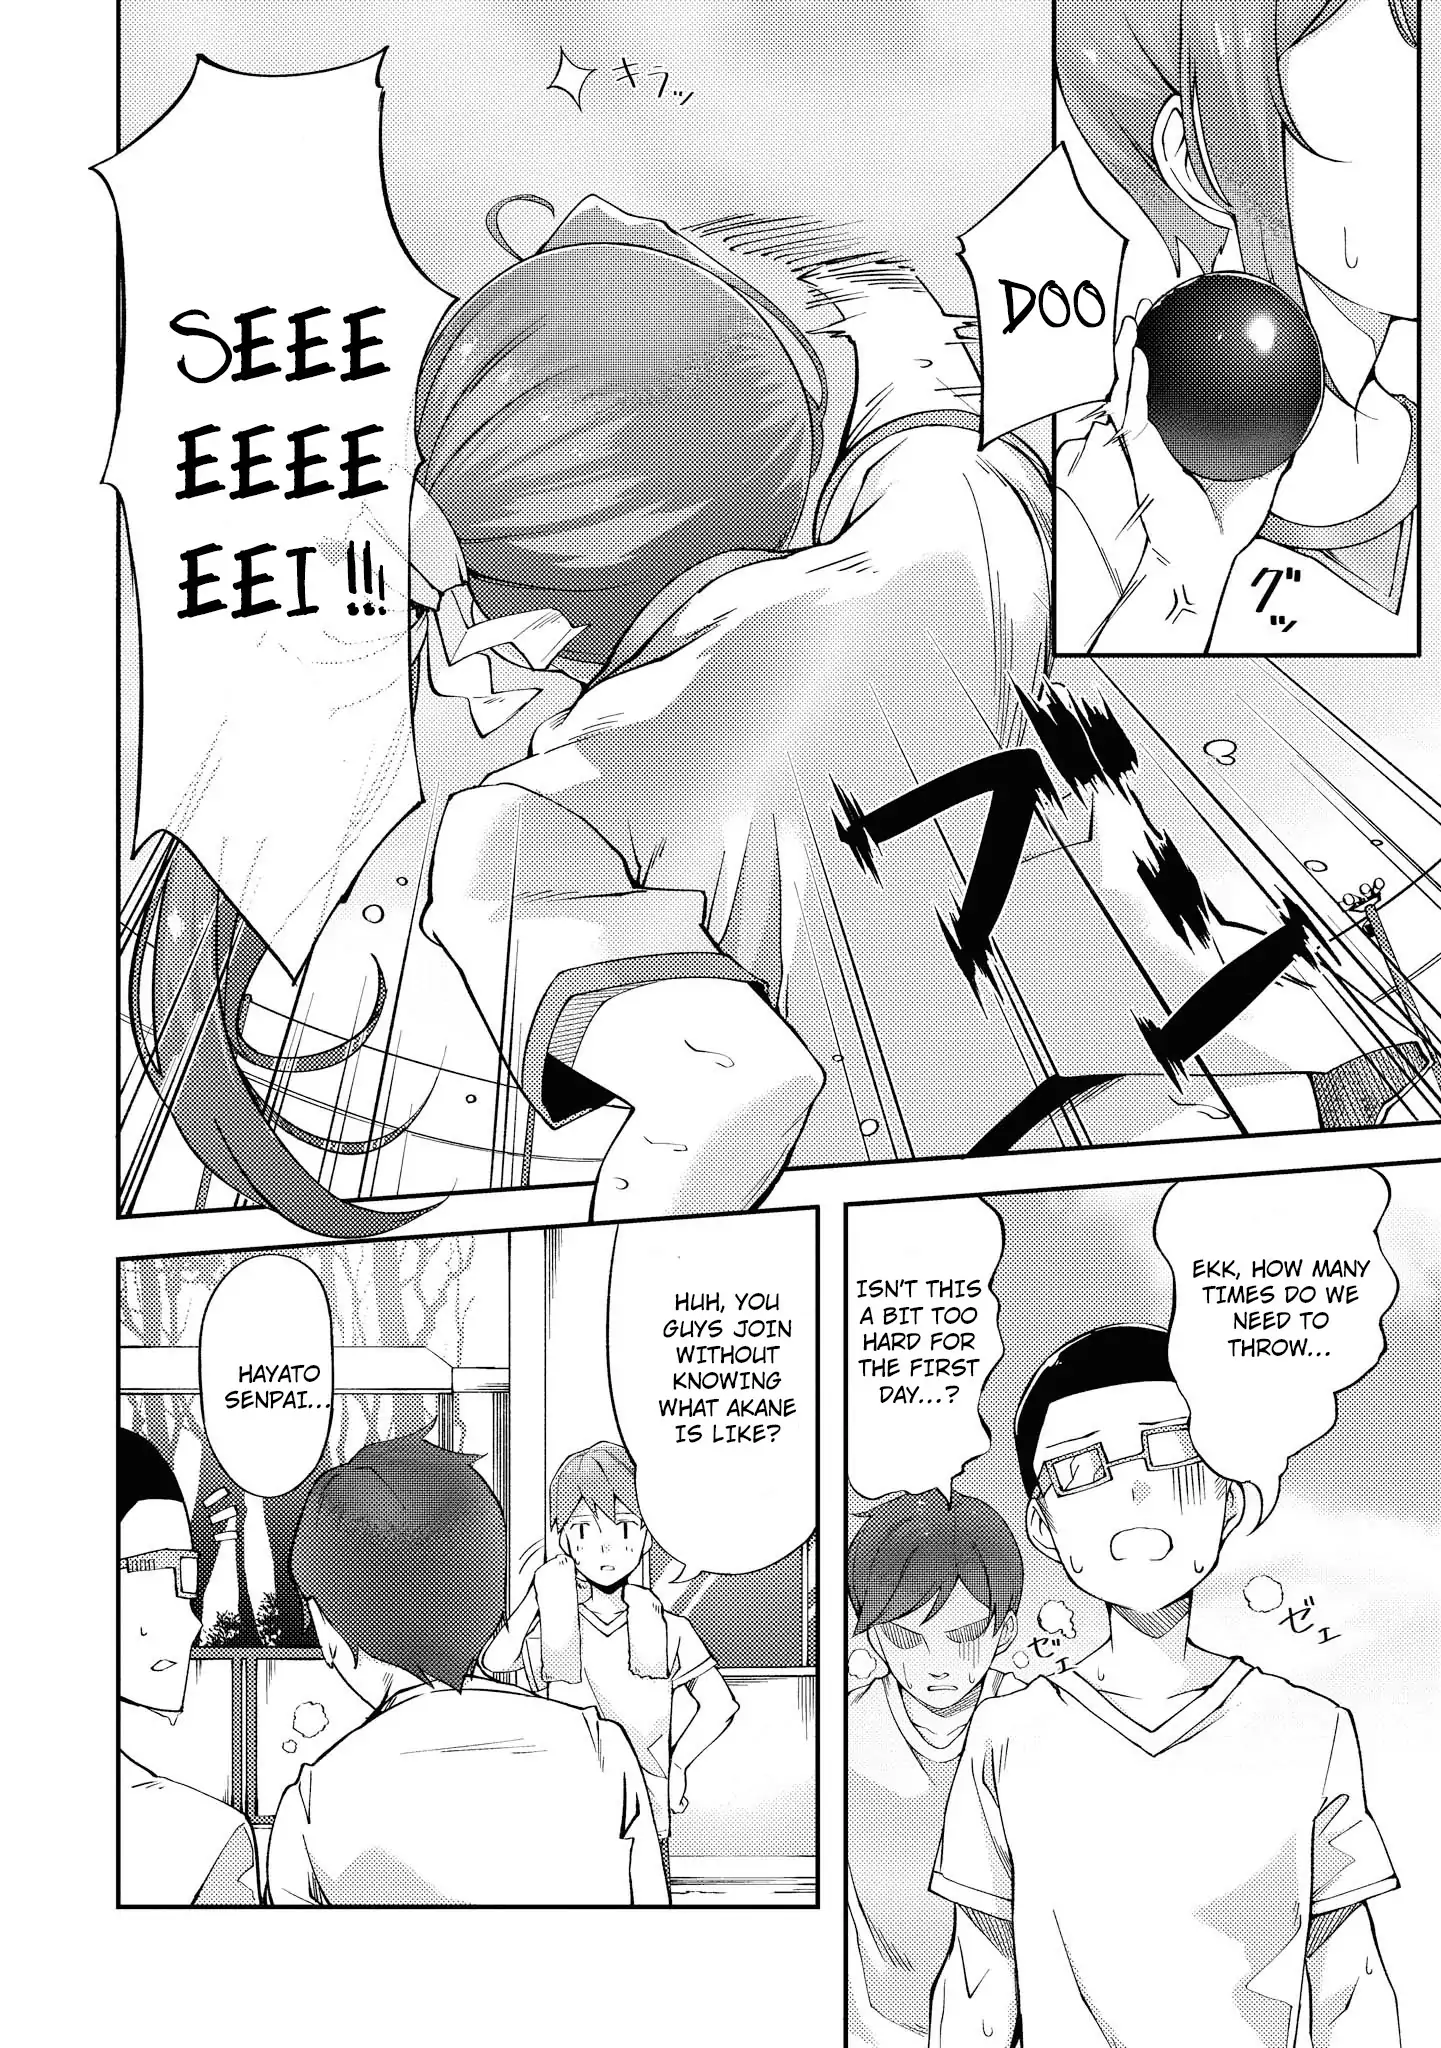 DOO
グッ
キラッ
SEEE
EEEE
EEI!!!
ブン
EKK, HOW MANY
TIMES DO WE
NEED TO
THROW...
ISN'T THIS
A BIT TOO
HARD FOR
THE FIRST
DAY...?
ゼェ
ゼェ
HUH, YOU
GUYS JOIN
WITHOUT
KNOWING
WHAT AKANE
IS LIKE?
HAYATO
SENPAI...